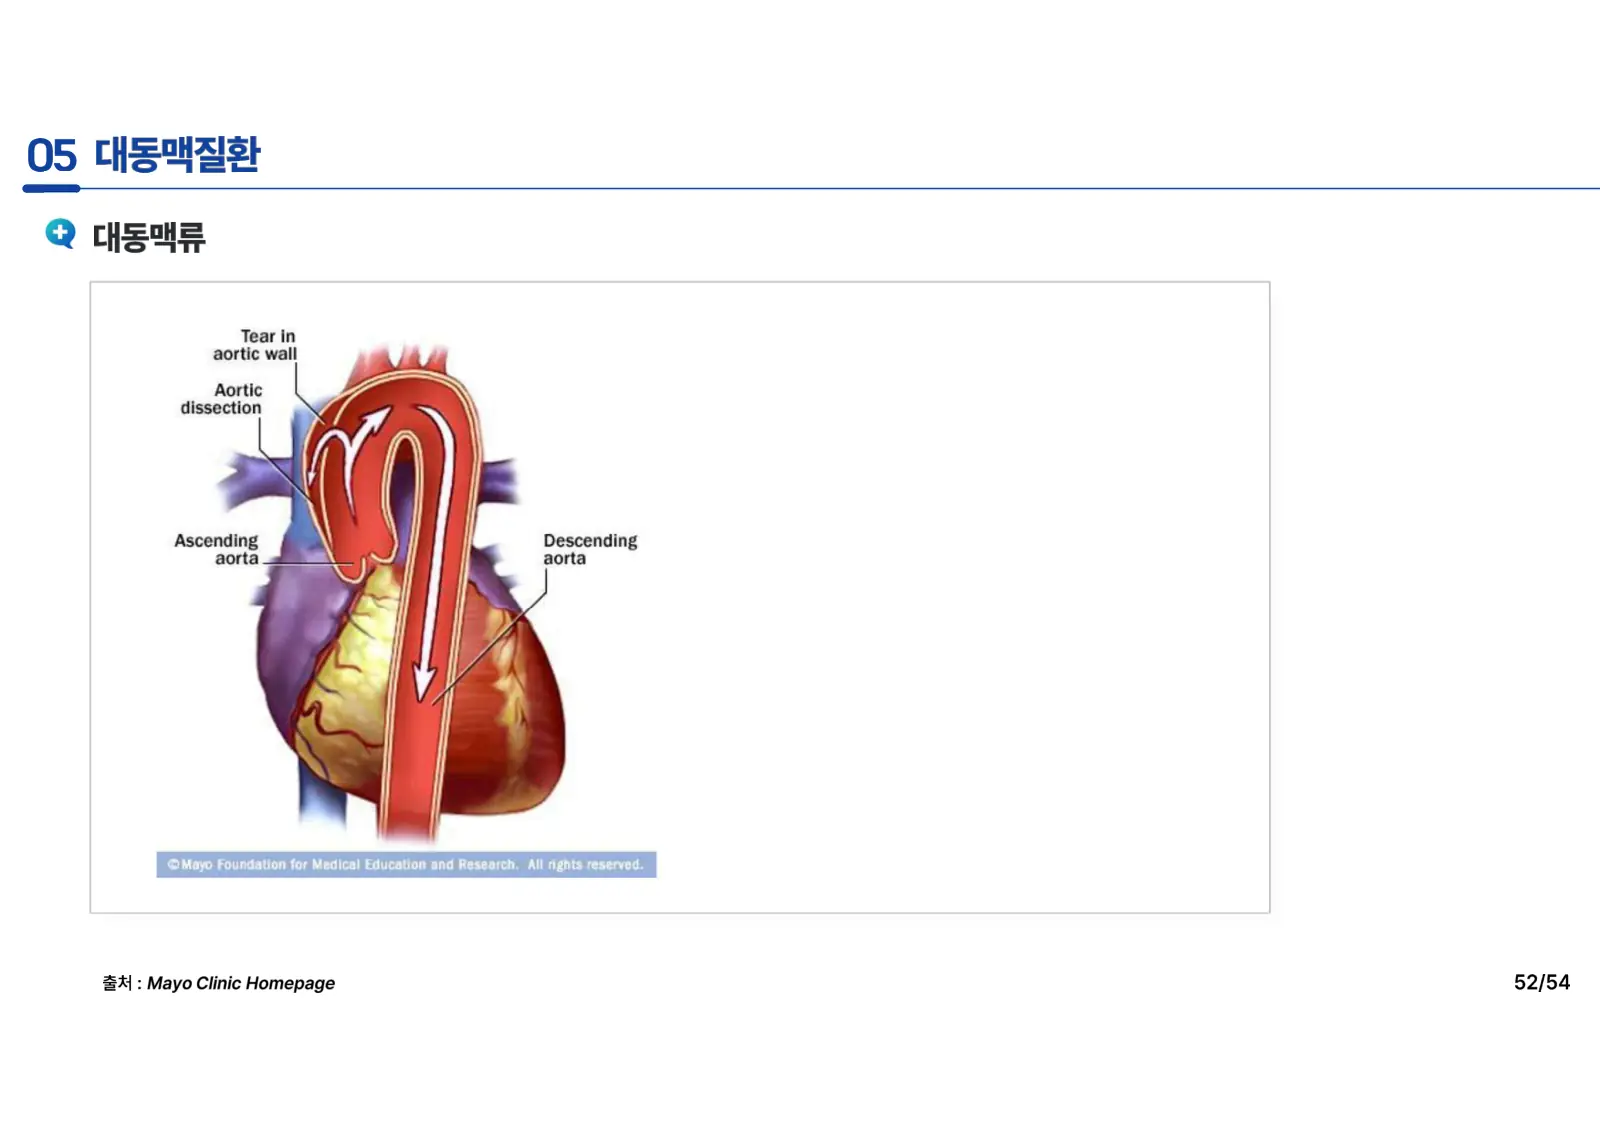 05 대동맥질환
대동맥류
Tear in
aortic wall
Aortic
dissection
Ascending
aorta
Descending
aorta
©Mayo Foundation for Medical Education and Research. All rights reserved.
출처 : Mayo Clinic Homepage
52/54